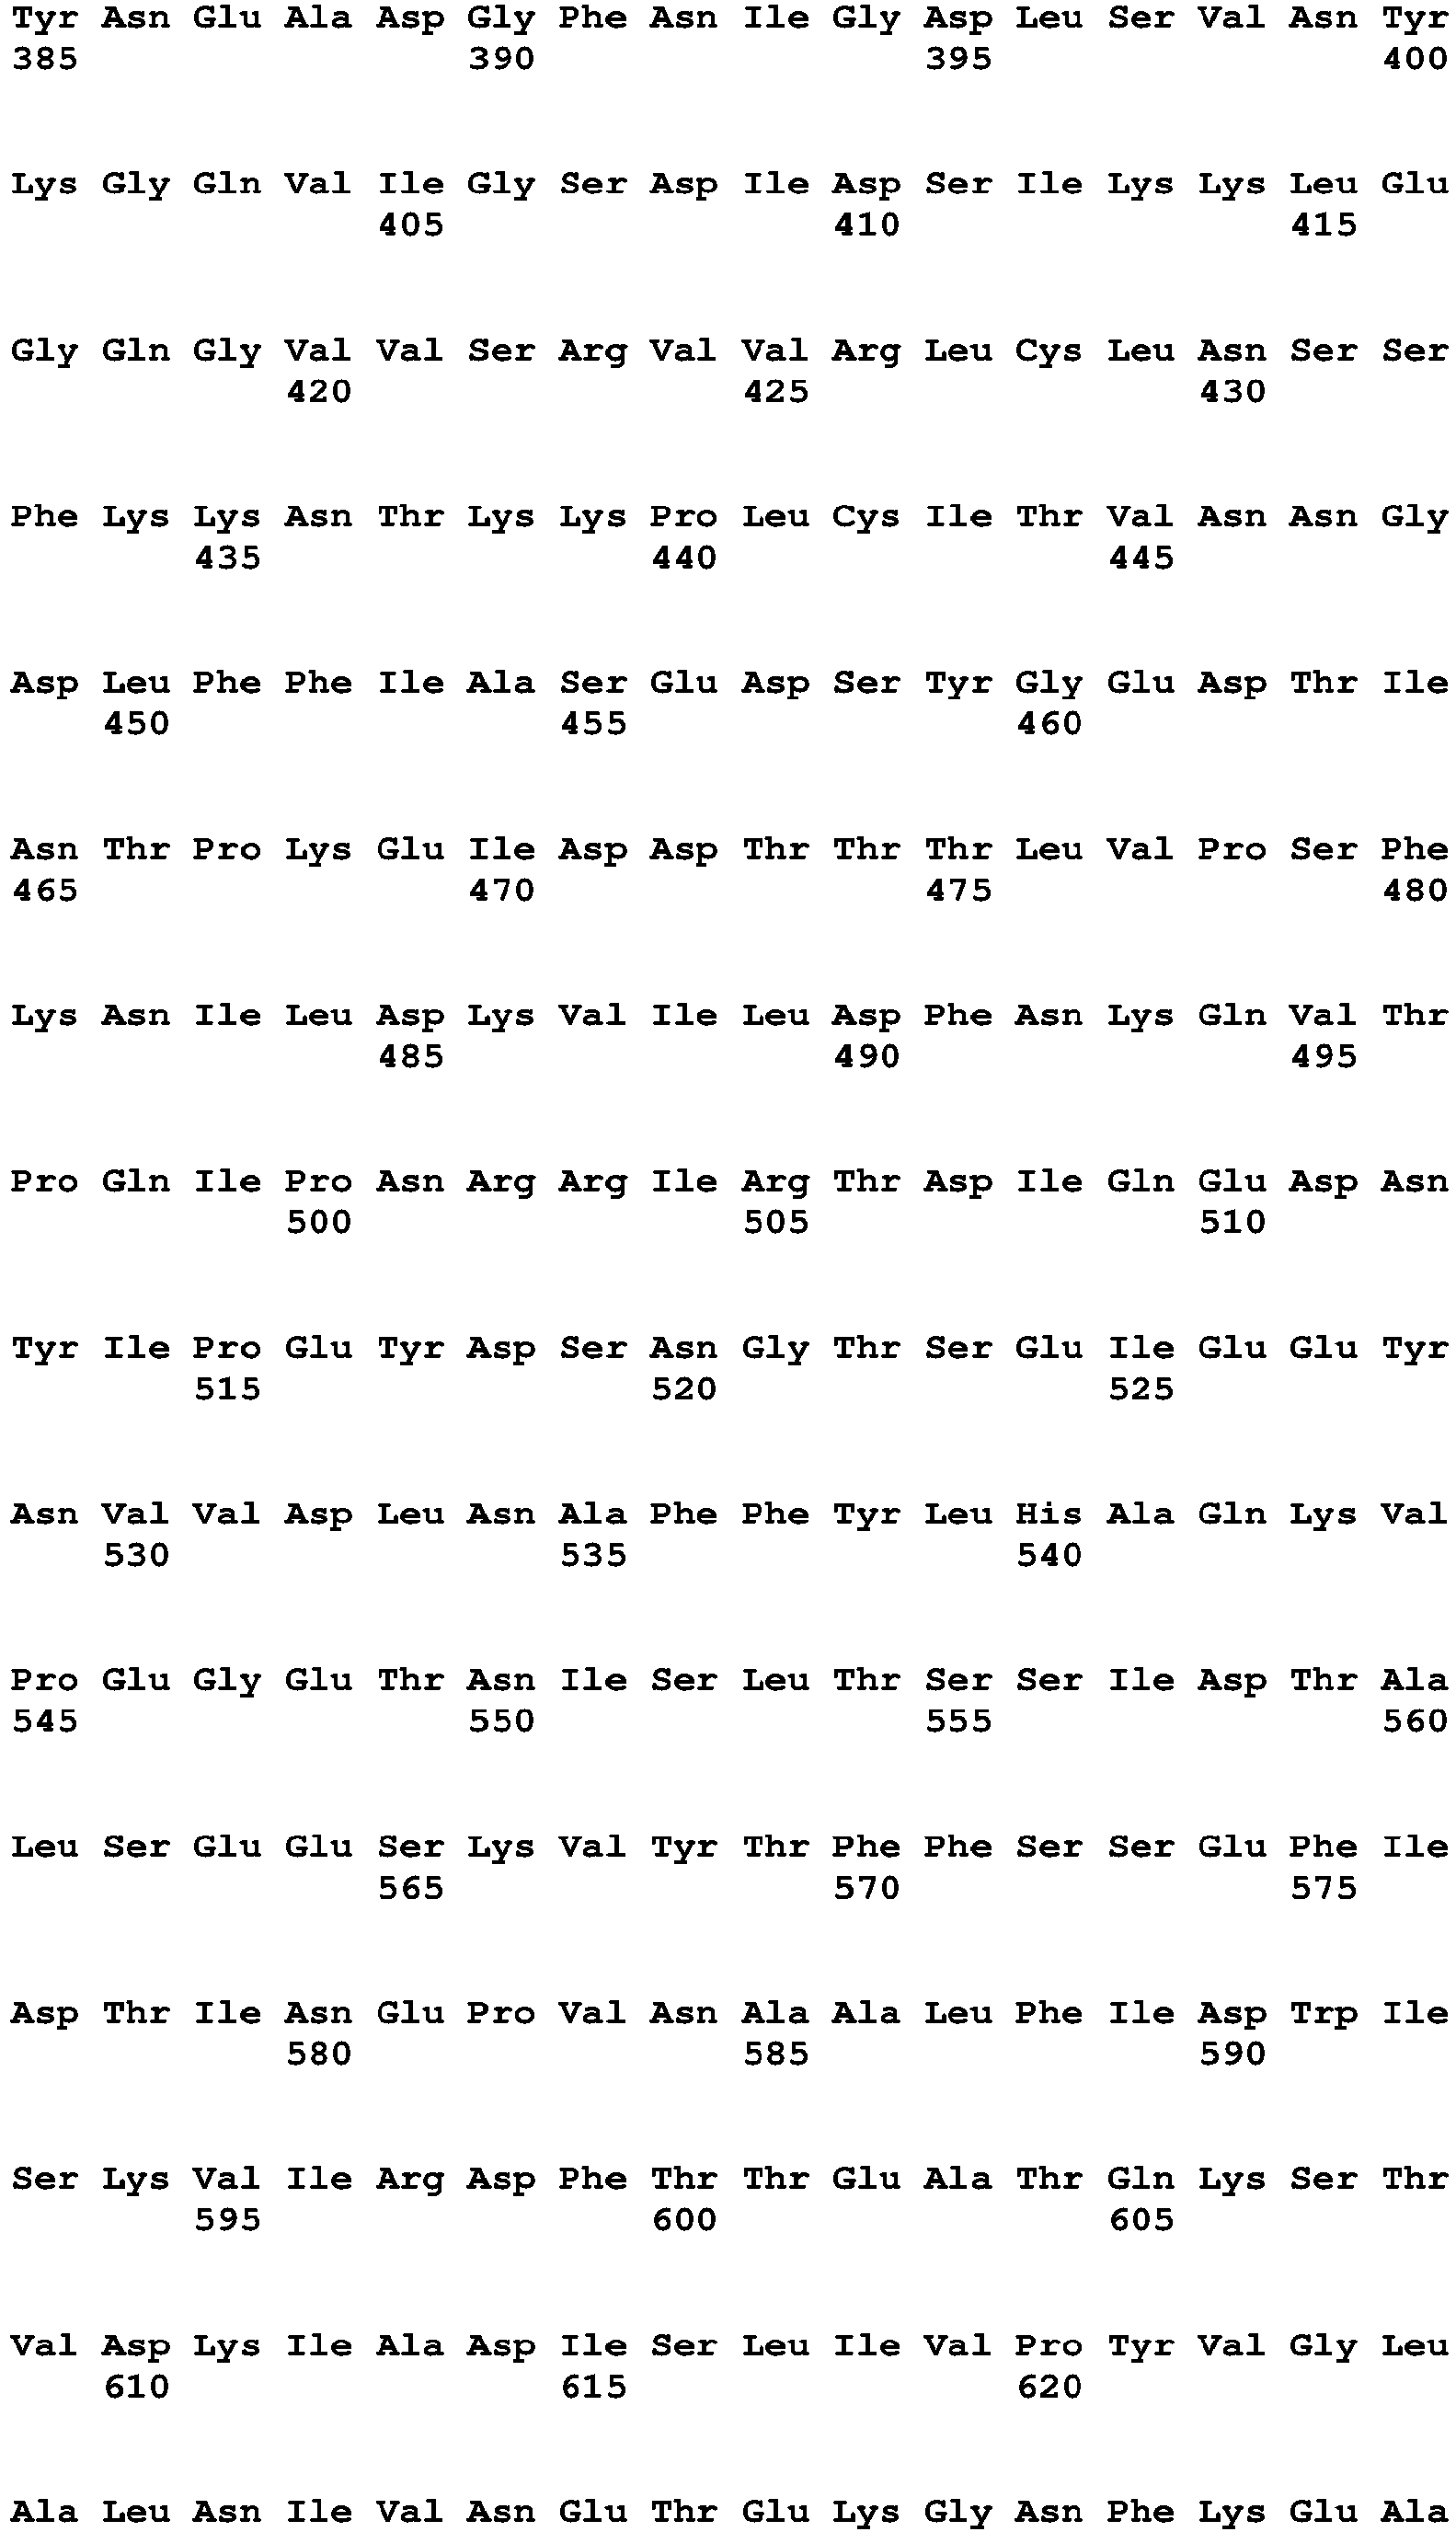 Tyr Asn Glu Ala Asp Gly Phe Asn Ile Gly Asp Leu Ser Val Asn Tyr
385 390 395 400
Lys Gly Gln Val Ile Gly Ser Asp Ile Asp Ser Ile Lys Lys Leu Glu
405 410 415
Gly Gln Gly Val Val Ser Arg Val Val Arg Leu Cys Leu Asn Ser Ser
420 425 430
Phe Lys Lys Asn Thr Lys Lys Pro Leu Cys Ile Thr Val Asn Asn Gly
435 440 445
Asp Leu Phe Phe Ile Ala Ser Glu Asp Ser Tyr Gly Glu Asp Thr Ile
450 455 460
Asn Thr Pro Lys Glu Ile Asp Asp Thr Thr Thr Leu Val Pro Ser Phe
465 470 475 480
Lys Asn Ile Leu Asp Lys Val Ile Leu Asp Phe Asn Lys Gln Val Thr
485 490 495
Pro Gln Ile Pro Asn Arg Arg Ile Arg Thr Asp Ile Gln Glu Asp Asn
500 505 510
Tyr Ile Pro Glu Tyr Asp Ser Asn Gly Thr Ser Glu Ile Glu Glu Tyr
515 520 525
Asn Val Val Asp Leu Asn Ala Phe Phe Tyr Leu His Ala Gln Lys Val
530 535 540
Pro Glu Gly Glu Thr Asn Ile Ser Leu Thr Ser Ser Ile Asp Thr Ala
545 550 555 560
Leu Ser Glu Glu Ser Lys Val Tyr Thr Phe Phe Ser Ser Glu Phe Ile
565 570 575
Asp Thr Ile Asn Glu Pro Val Asn Ala Ala Leu Phe Ile Asp Trp Ile
580 585 590
Ser Lys Val Ile Arg Asp Phe Thr Thr Glu Ala Thr Gln Lys Ser Thr
595 600 605
Val Asp Lys Ile Ala Asp Ile Ser Leu Ile Val Pro Tyr Val Gly Leu
610 615 620
Ala Leu Asn Ile Val Asn Glu Thr Glu Lys Gly Asn Phe Lys Glu Ala